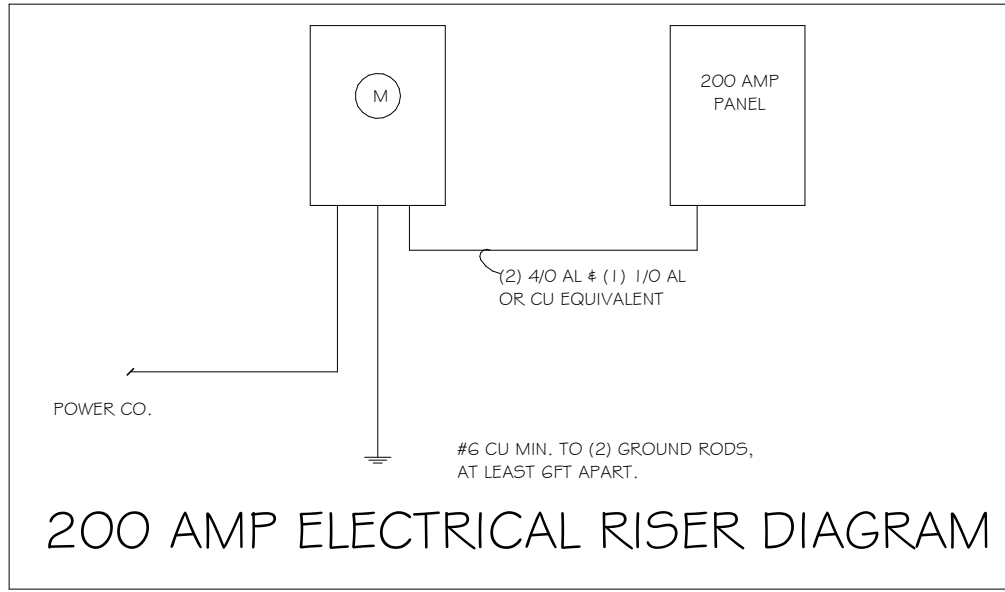 M
200 AMP
PANEL
(2) 4/0 AL & (1) 1/0 AL
OR CU EQUIVALENT
POWER CO.
#6 CU MIN. TO (2) GROUND RODS,
AT LEAST 6FT APART.
200 AMP ELECTRICAL RISER DIAGRAM